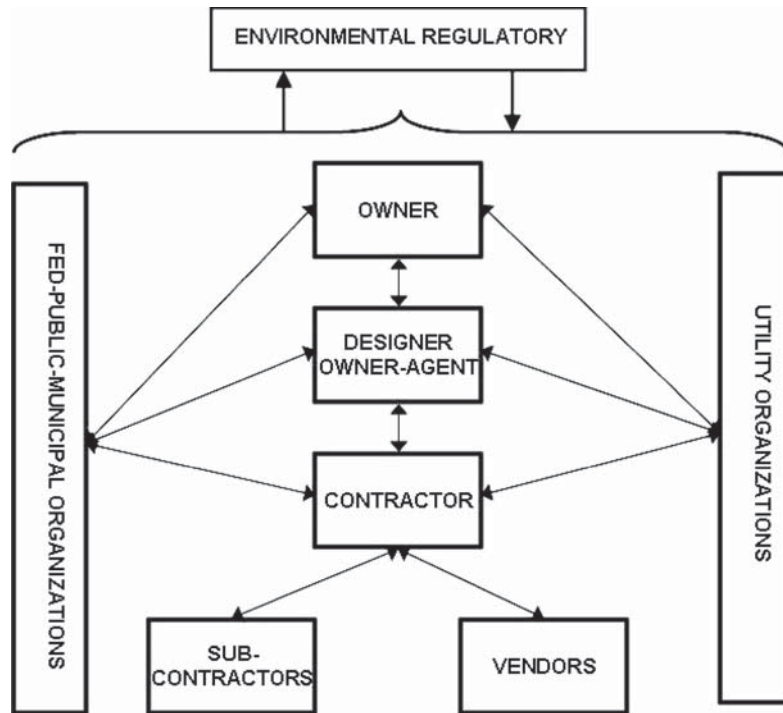 ENVIRONMENTAL REGULATORY
OWNER
FED-PUBLIC-MUNICIPAL ORGANIZATIONS
DESIGNER
OWNER-AGENT
UTILITY ORGANIZATIONS
CONTRACTOR
SUB-
CONTRACTORS
VENDORS